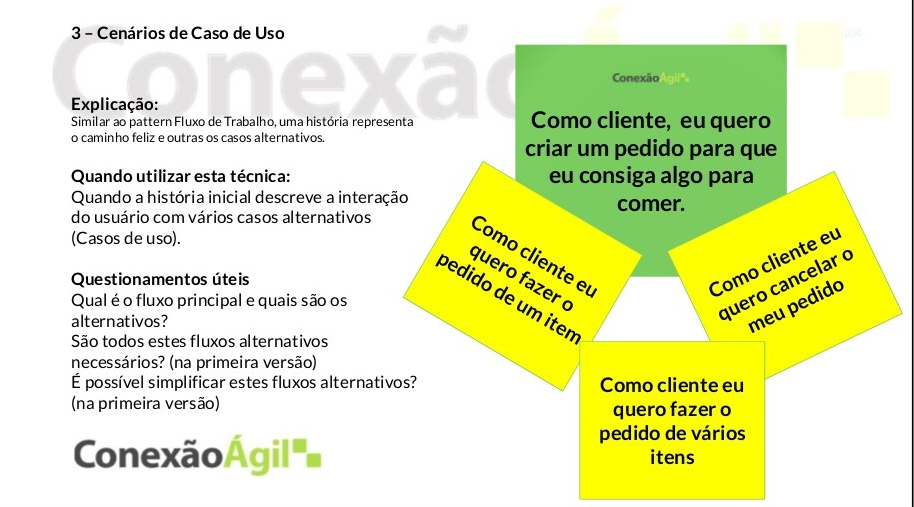 3 – Cenários de Caso de Uso
ConexãoÁgil
Explicação:
Similar ao pattern Fluxo de Trabalho, uma história representa
o caminho feliz e outras os casos alternativos.
Quando utilizar esta técnica:
Quando a história inicial descreve a interação
do usuário com vários casos alternativos
(Casos de uso).
Questionamentos úteis
Qual é o fluxo principal e quais são os
alternativos?
São todos estes fluxos alternativos
necessários? (na primeira versão)
É possível simplificar estes fluxos alternativos?
(na primeira versão)
ConexãoÁgil
ConexãoÁgil
Como cliente, eu quero
criar um pedido para que
eu consiga algo para
comer.
Como cliente eu
quero fazer o
pedido de um item
Como cliente eu
quero cancelar o
meu pedido
Como cliente eu
quero fazer o
pedido de vários
itens